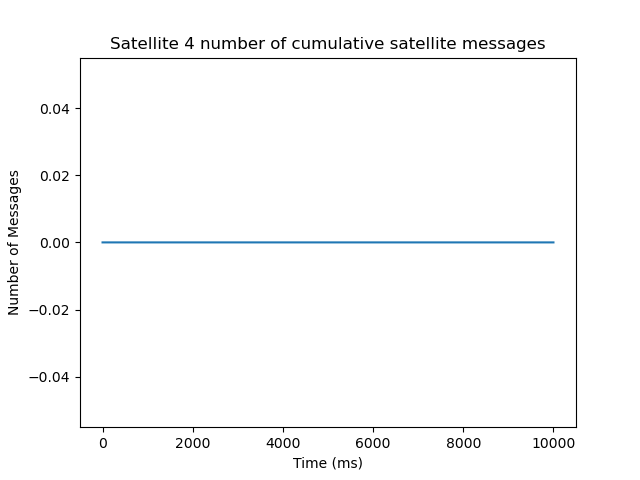 Satellite 4 number of cumulative satellite messages
0.04
0.02
0.00
−0.02
−0.04
Number of Messages
0 2000 4000 6000 8000 10000
Time (ms)